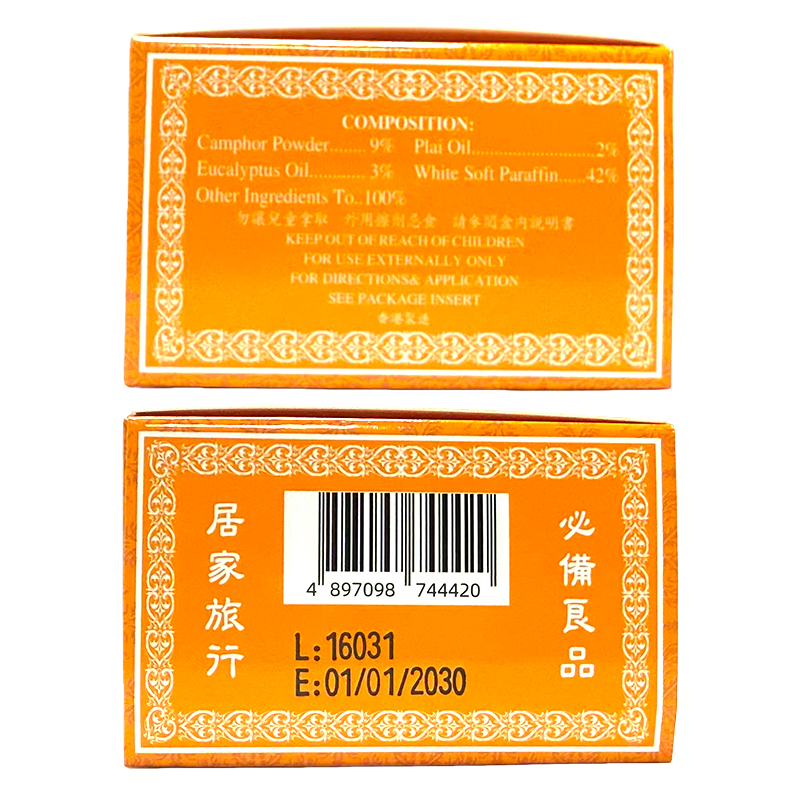 COMPOSITION:
Camphor Powder....... 9% Plai Oil............................2%
Eucalyptus Oil............ 3% White Soft Paraffin......42%
Other Ingredients To..100%
勿讓兒童拿取 外用擦劑忌食 請參閱盒內說明書
KEEP OUT OF REACH OF CHILDREN
FOR USE EXTERNALLY ONLY
FOR DIRECTIONS& APPLICATION
SEE PACKAGE INSERT
香港製造
居家旅行
必備良品
4 897098 744420
L:16031
E:01/01/2030